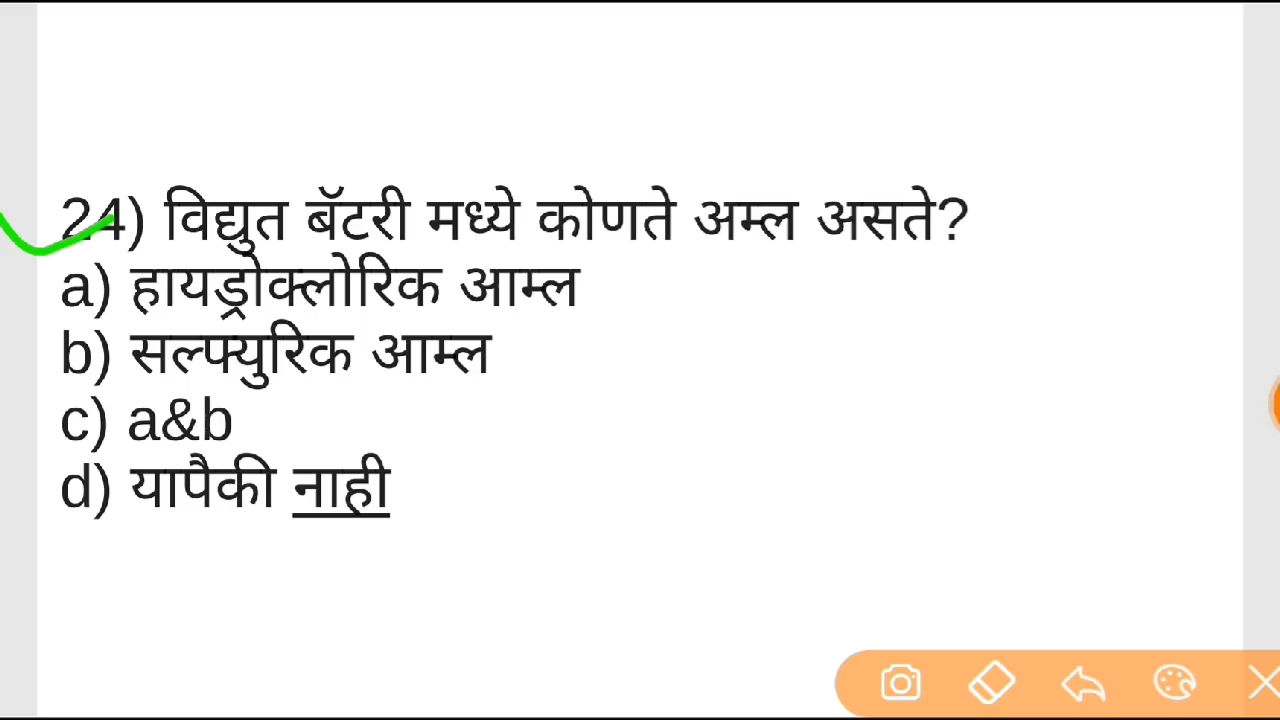 24) विद्युत बॅटरी मध्ये कोणते अम्ल असते?
a) हायड्रोक्लोरिक आम्ल
b) सल्फ्युरिक आम्ल
c) a&b
d) यापैकी नाही